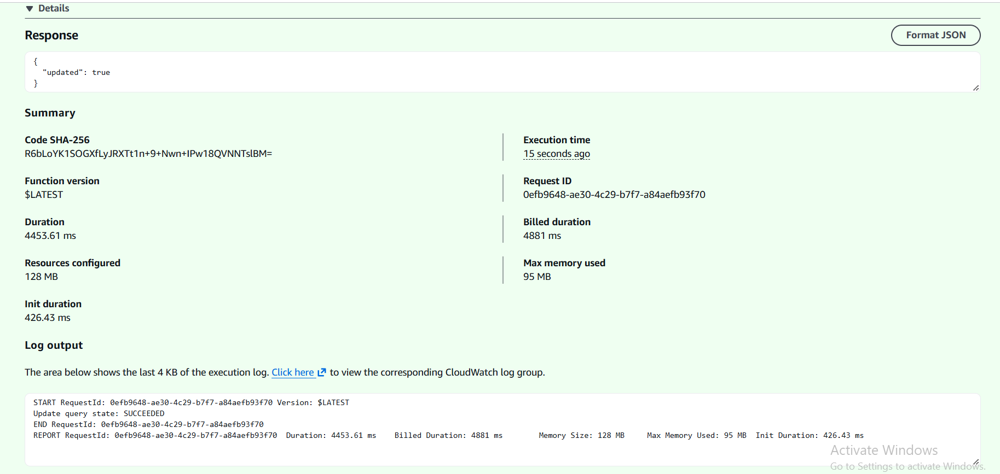 Details
Response
Format JSON
{
"updated": true
}
Summary
Code SHA-256
R6bLoYK1SOGXfLyJRXTt1n+9+Nwn+IPw18QVNNTslBM=
Execution time
15 seconds ago
Function version
$LATEST
Request ID
0efb9648-ae30-4c29-b7f7-a84aefb93f70
Duration
4453.61 ms
Billed duration
4881 ms
Resources configured
128 MB
Max memory used
95 MB
Init duration
426.43 ms
Log output
The area below shows the last 4 KB of the execution log. Click here to view the corresponding CloudWatch log group.
START RequestId: 0efb9648-ae30-4c29-b7f7-a84aefb93f70 Version: $LATEST
Update query state: SUCCEEDED
END RequestId: 0efb9648-ae30-4c29-b7f7-a84aefb93f70
REPORT RequestId: 0efb9648-ae30-4c29-b7f7-a84aefb93f70 Duration: 4453.61 ms Billed Duration: 4881 ms Memory Size: 128 MB Max Memory Used: 95 MB Init Duration: 426.43 ms
Activate Windows
Go to Settings to activate Windows.